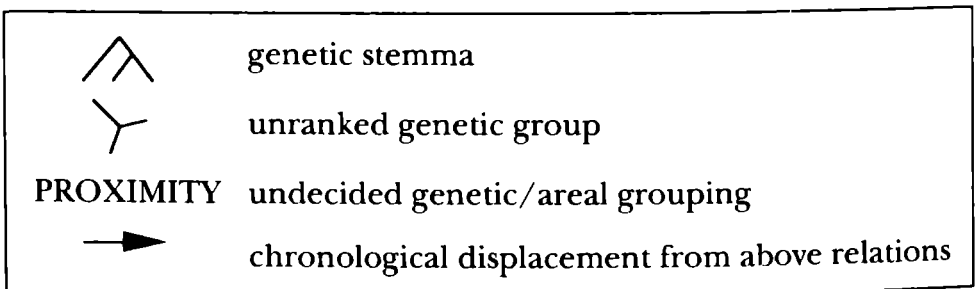 genetic stemma
unranked genetic group
PROXIMITY undecided genetic/areal grouping
chronological displacement from above relations